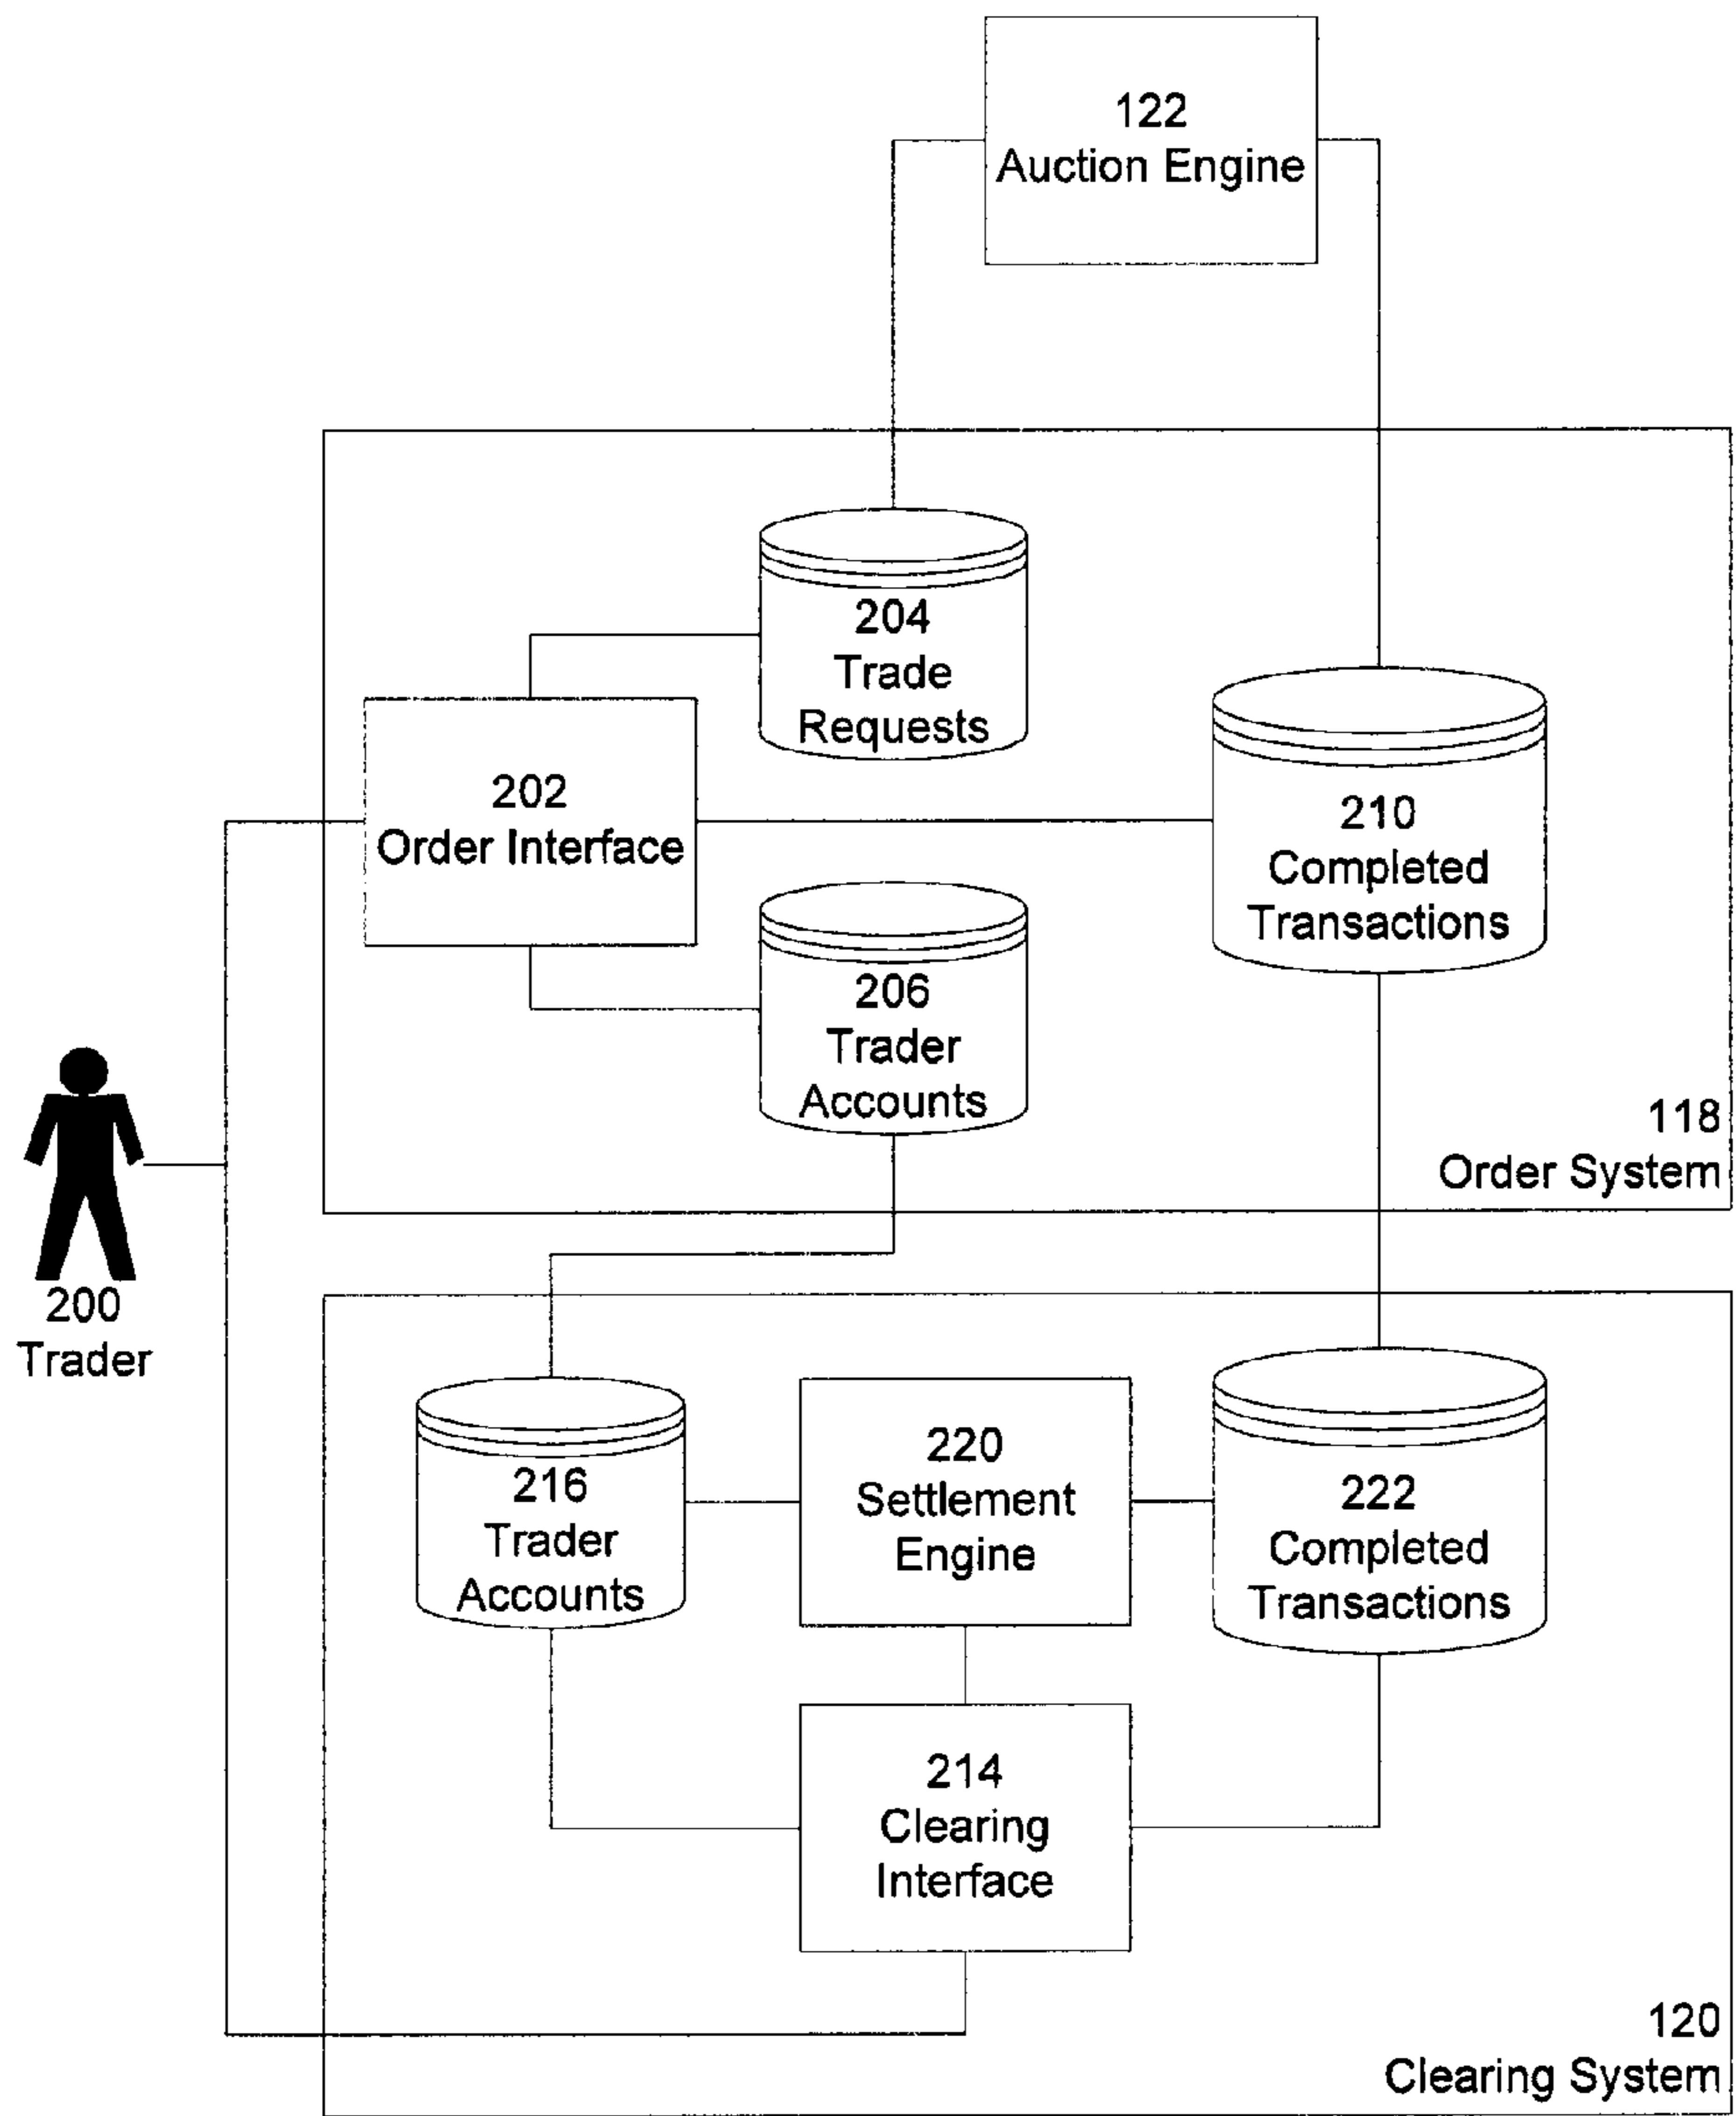 122
Auction Engine
204
Trade
Requests
202
Order Interface
210
Completed
Transactions
206
Trader
Accounts
118
Order System
200
Trader
216
Trader
Accounts
220
Settlement
Engine
222
Completed
Transactions
214
Clearing
Interface
120
Clearing System